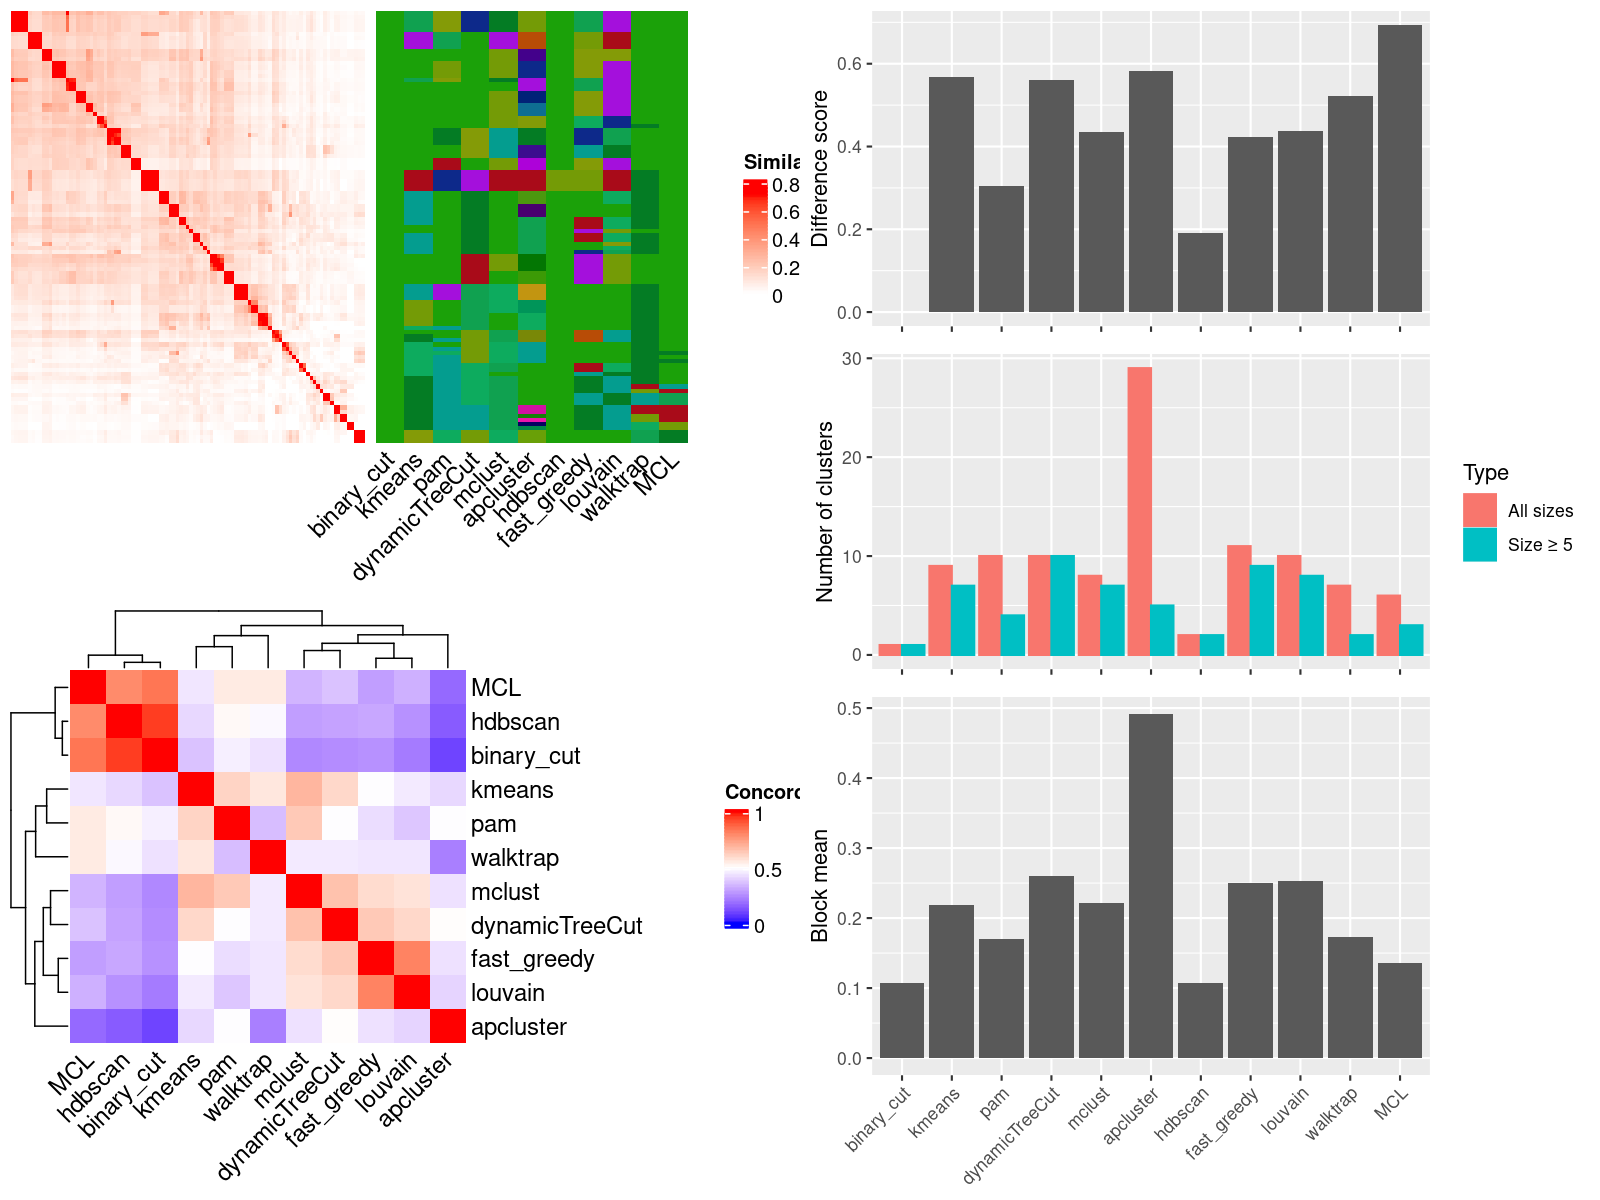 Simila
0.8
0.6
0.4
0.2
0
binary_cut
kmeans
pam
dynamicTreeCut
mclust
apcluster
hdbscan
fast_greedy
louvain
walktrap
MCL
MCL
hdbscan
binary_cut
kmeans
pam
walktrap
mclust
dynamicTreeCut
fast_greedy
louvain
apcluster
MCL
hdbscan
binary_cut
kmeans
pam
walktrap
mclust
dynamicTreeCut
fast_greedy
louvain
apcluster
Concord
1
0.5
0
Difference score
0.6
0.4
0.2
0.0
Number of clusters
30
20
10
0
Type
All sizes
Size ≥ 5
Block mean
0.5
0.4
0.3
0.2
0.1
0.0
binary_cut
kmeans
pam
dynamicTreeCut
mclust
apcluster
hdbscan
fast_greedy
louvain
walktrap
MCL